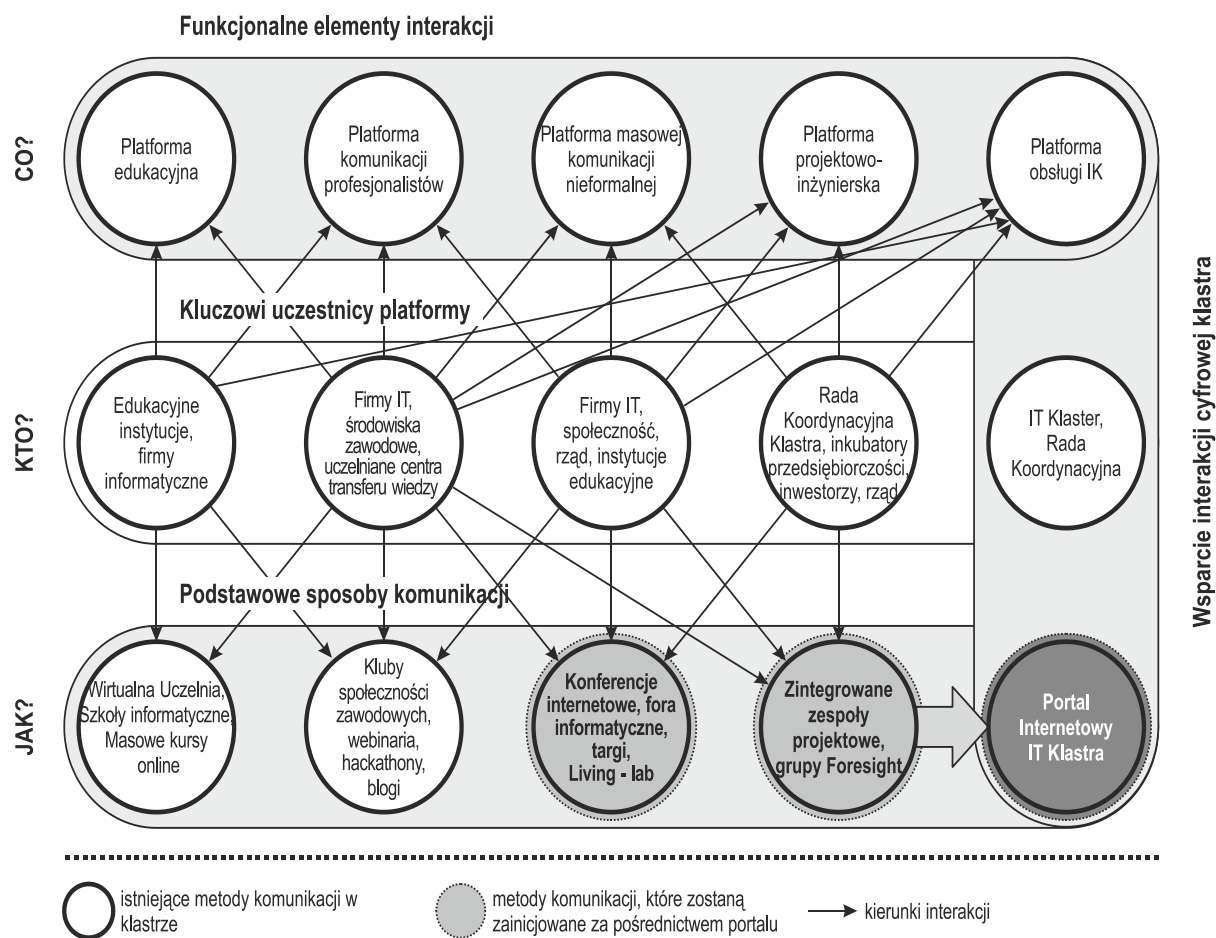 Funkcjonalne elementy interakcji
CO?
Platforma
edukacyjna
Platforma
komunikacji
profesjonalistów
Platforma masowej
komunikacji
nieformalnej
Platforma
projektowo-
inżynierska
Platforma
obsługi IK
Kluczowi uczestnicy platformy
KTO?
Edukacyjne
instytucje,
firmy
informatyczne
Firmy IT,
środowiska
zawodowe,
uczelniane centra
transferu wiedzy
Firmy IT,
społeczność,
rząd, instytucje
edukacyjne
Rada
Koordynacyjna
Klastra, inkubatory
przedsiębiorczości,
inwestorzy, rząd
IT Klaster,
Rada
Koordynacyjna
Wsparcie interakcji cyfrowej klastra
Podstawowe sposoby komunikacji
JAK?
Wirtualna Uczelnia,
Szkoły informatyczne,
Masowe kursy
online
Kluby
społeczności
zawodowych,
webinaria,
hackathony,
blogi
Konferencje
internetowe, fora
informatyczne,
targi,
Living - lab
Zintegrowane
zespoły
projektowe,
grupy Foresight
Portal
Internetowy
IT Klastra
istniejące metody komunikacji w
klastrze
metody komunikacji, które zostaną
zainicjowane za pośrednictwem portalu
kierunki interakcji